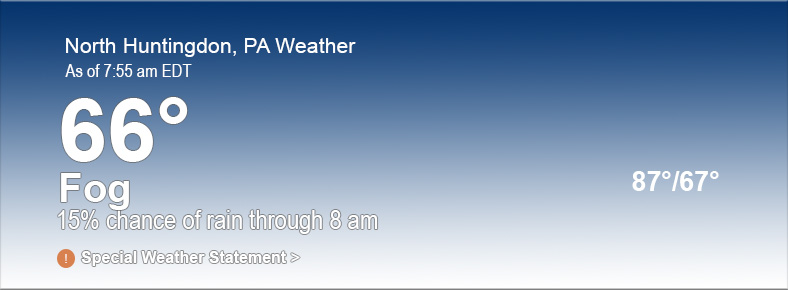 North Huntingdon, PA Weather
As of 7:55 am EDT
66°
Fog
87°/67°
15% chance of rain through 8 am
! Special Weather Statement >